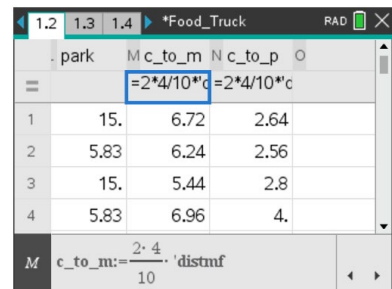 1.2 1.3 1.4 *Food_Truck RAD
park M c_to_m N c_to_p O
= =2*4/10*'d =2*4/10*'d
1 15. 6.72 2.64
2 5.83 6.24 2.56
3 15. 5.44 2.8
4 5.83 6.96 4.
M c_to_m:=2·4/10·'distmf